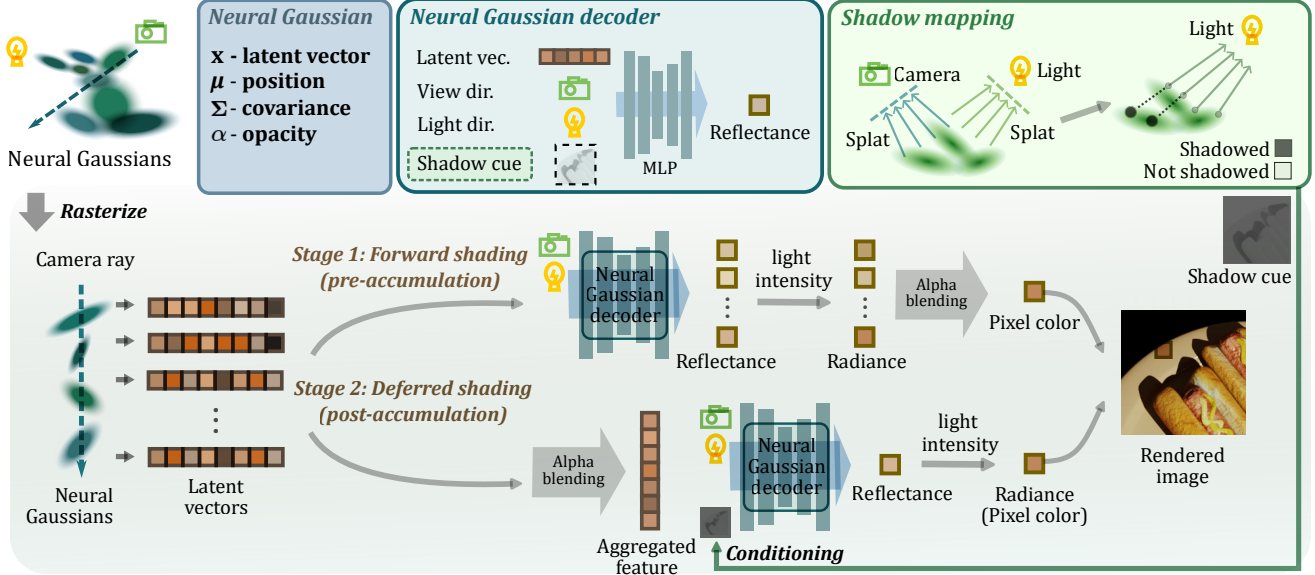 Neural Gaussians
Neural Gaussian
x - latent vector
μ - position
Σ - covariance
α - opacity
Neural Gaussian decoder
Latent vec.
View dir.
Light dir.
Shadow cue
MLP
Reflectance
Shadow mapping
Camera
Light
Light
Splat
Splat
Shadowed
Not shadowed
Rasterize
Camera ray
Neural
Gaussians
Latent
vectors
Stage 1: Forward shading
(pre-accumulation)
Neural
Gaussian
decoder
Reflectance
light
intensity
Radiance
Alpha
blending
Pixel color
Shadow cue
Stage 2: Deferred shading
(post-accumulation)
Alpha
blending
Aggregated
feature
Neural
Gaussian
decoder
Conditioning
Reflectance
light
intensity
Radiance
(Pixel color)
Rendered
image